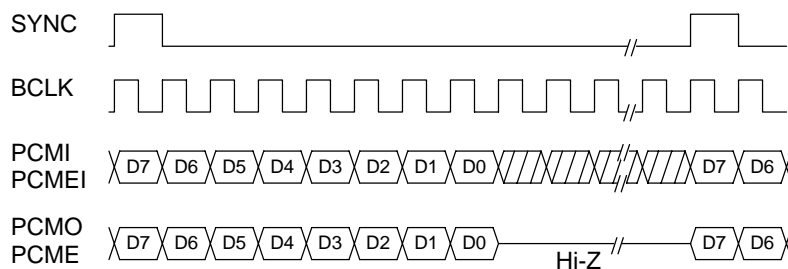 SYNC
BCLK
PCMI
PCMEI
D7 D6 D5 D4 D3 D2 D1 D0 D7 D6
PCMO
PCME
D7 D6 D5 D4 D3 D2 D1 D0 Hi-Z D7 D6